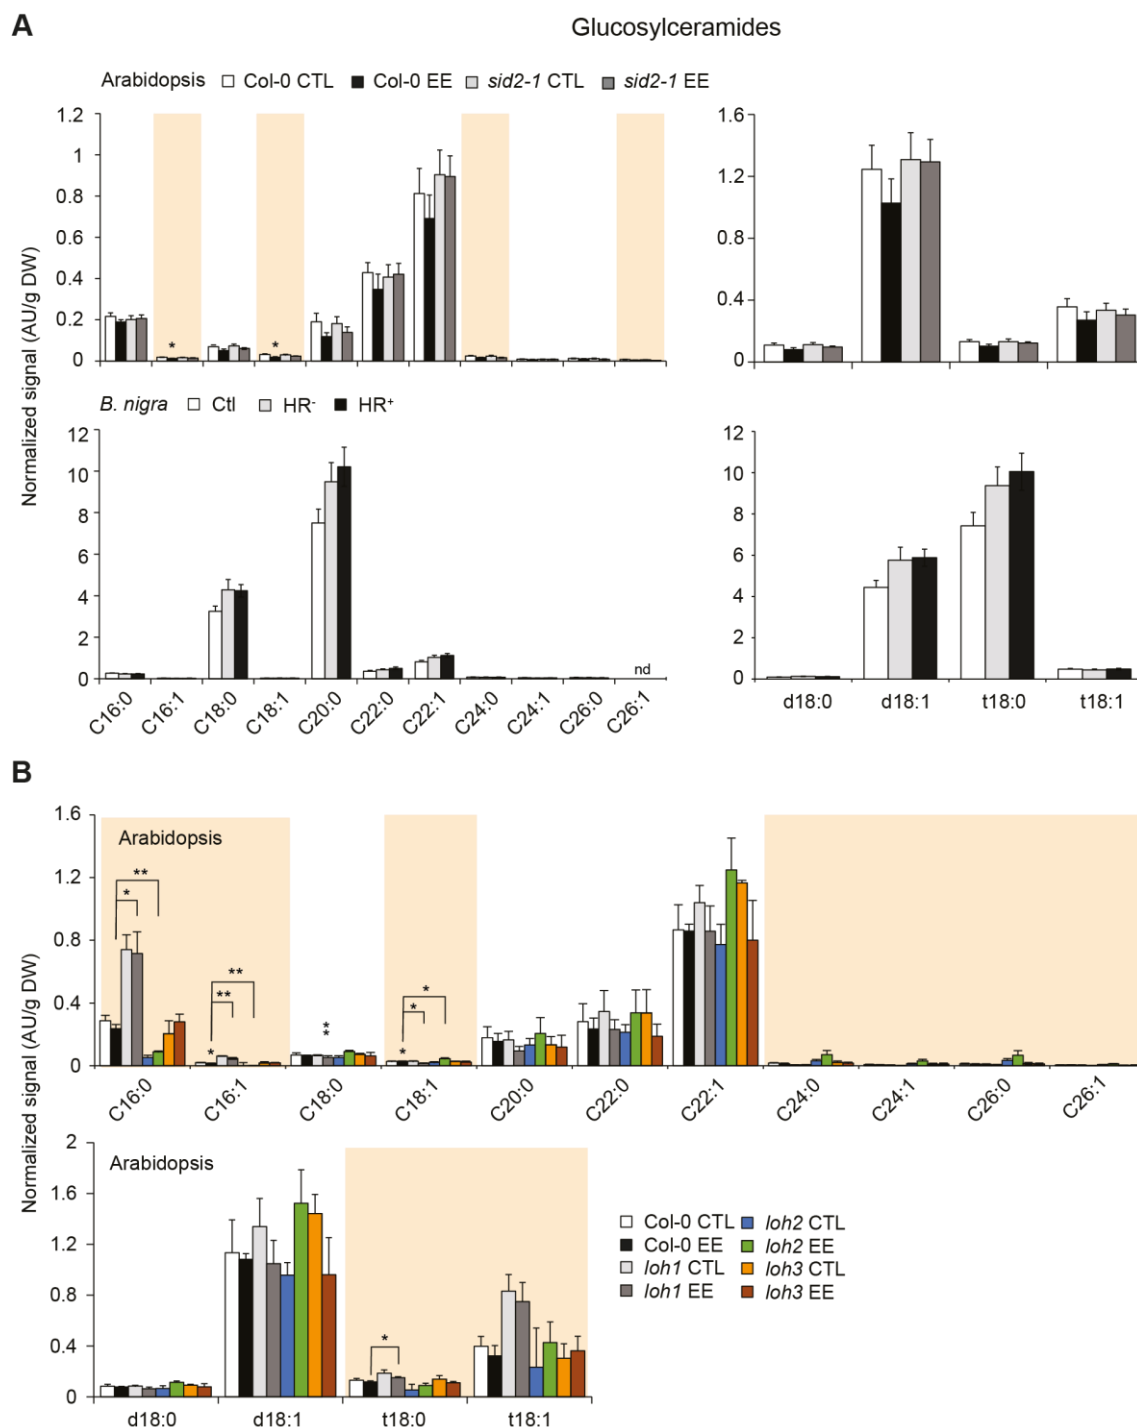 A
Glucosylceramides
Arabidopsis Col-0 CTL Col-0 EE sid2-1 CTL sid2-1 EE
Normalized signal (AU/g DW)
1.2
1
0.8
0.6
0.4
0.2
0
* *
1.6
1.2
0.8
0.4
0
B. nigra Ctl HR- HR+
12
10
8
6
4
2
0
nd
C16:0 C16:1 C18:0 C18:1 C20:0 C22:0 C22:1 C24:0 C24:1 C26:0 C26:1
12
10
8
6
4
2
0
d18:0 d18:1 t18:0 t18:1
B
Normalized signal (AU/g DW)
1.6
1.2
0.8
0.4
0
Arabidopsis
**
*
**
**
*
**
*
*
*
C16:0 C16:1 C18:0 C18:1 C20:0 C22:0 C22:1 C24:0 C24:1 C26:0 C26:1
2
1.6
1.2
0.8
0.4
0
Arabidopsis
*
d18:0 d18:1 t18:0 t18:1
Col-0 CTL loh2 CTL
Col-0 EE loh2 EE
loh1 CTL loh3 CTL
loh1 EE loh3 EE